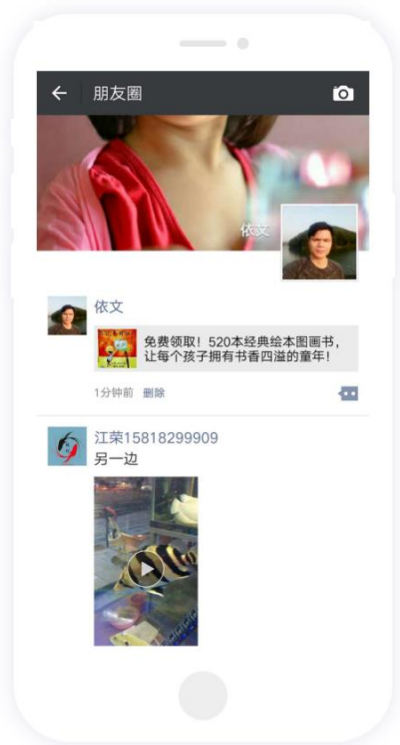 朋友圈
依文
依文
免费领取！520本经典绘本图画书，
让每个孩子拥有书香四溢的童年！
1分钟前 删除
江荣15818299909
另一边